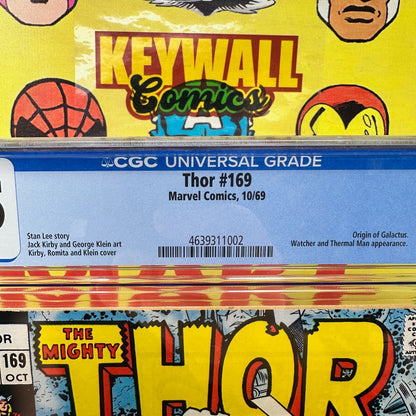 KEYWALL
Comics
CGC UNIVERSAL GRADE
Thor #169
Marvel Comics, 10/69
Stan Lee story
Jack Kirby and George Klein art
Kirby, Romita and Klein cover
Origin of Galactus.
Watcher and Thermal Man appearance.
4639311002
THE MIGHTY
THOR
169
OCT